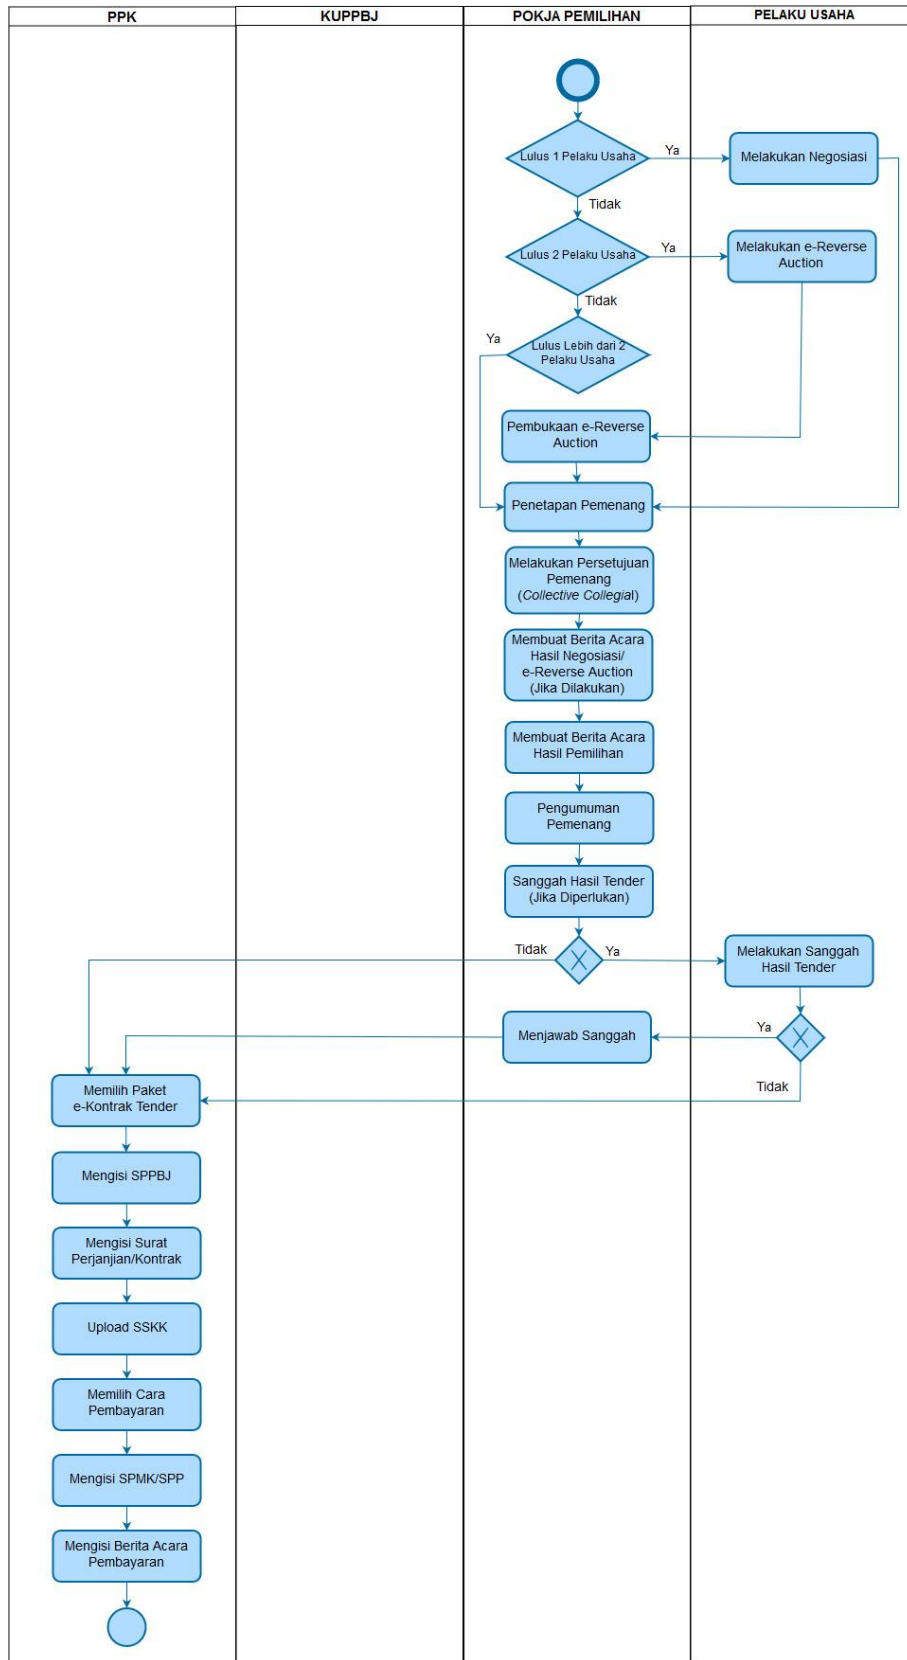 PPK
KUPPBJ
POKJA PEMILIHAN
PELAKU USAHA
Lulus 1 Pelaku Usaha
Ya
Melakukan Negosiasi
Tidak
Lulus 2 Pelaku Usaha
Ya
Melakukan e-Reverse
Auction
Tidak
Ya
Lulus Lebih dari 2
Pelaku Usaha
Pembukaan e-Reverse
Auction
Penetapan Pemenang
Melakukan Persetujuan
Pemenang
(Collective Collegial)
Membuat Berita Acara
Hasil Negosiasi/
e-Reverse Auction
(Jika Dilakukan)
Membuat Berita Acara
Hasil Pemilihan
Pengumuman
Pemenang
Sanggah Hasil Tender
(Jika Diperlukan)
Tidak
X
Ya
Melakukan Sanggah
Hasil Tender
Menjawab Sanggah
Ya
X
Tidak
Memilih Paket
e-Kontrak Tender
Mengisi SPPBJ
Mengisi Surat
Perjanjian/Kontrak
Upload SSKK
Memilih Cara
Pembayaran
Mengisi SPMK/SPP
Mengisi Berita Acara
Pembayaran